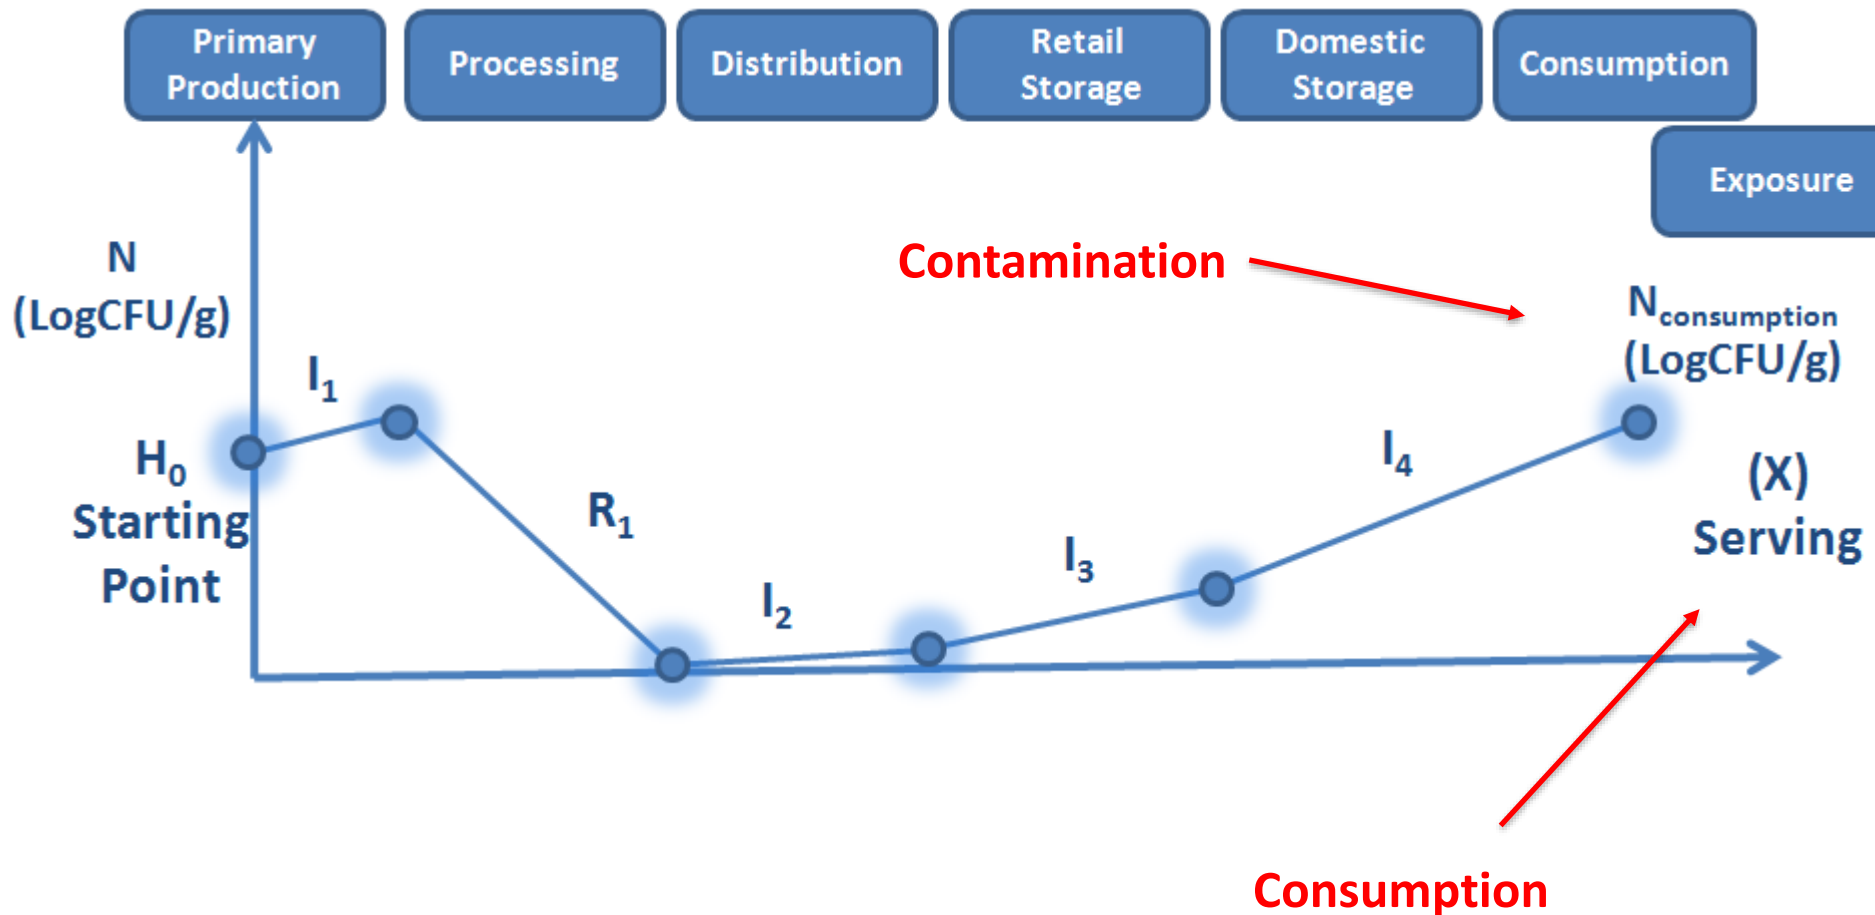 Primary
Production
Processing
Distribution
Retail
Storage
Domestic
Storage
Consumption
Exposure
N
(LogCFU/g)
Contamination
N consumption
(LogCFU/g)
I1
H0
Starting
Point
R1
I2
I3
I4
(X)
Serving
Consumption